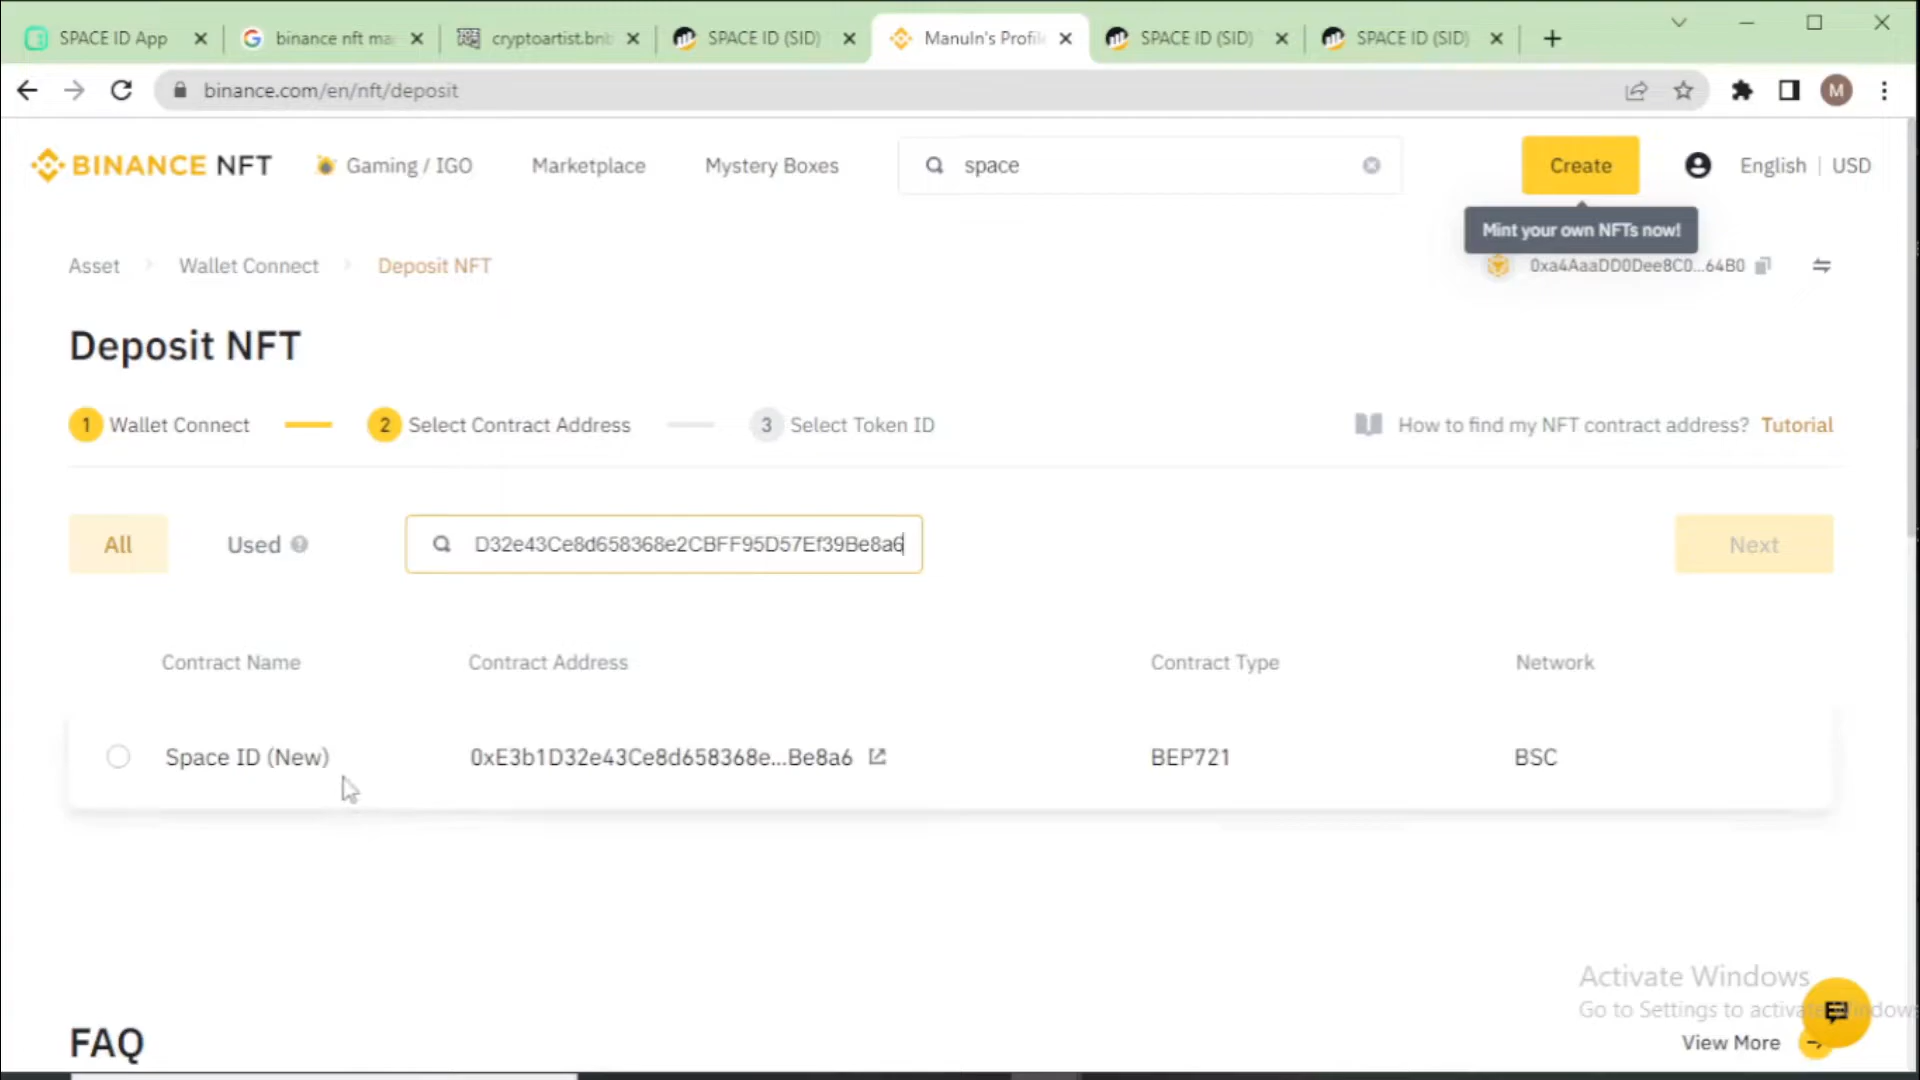 SPACE ID App
binance nft ma
cryptoartist.bnb
SPACE ID (SID)
ManuIn's Profile
SPACE ID (SID)
SPACE ID (SID)
binance.com/en/nft/deposit
M
BINANCE NFT
Gaming / IGO
Marketplace
Mystery Boxes
space
Create
English | USD
Mint your own NFTs now!
Asset
Wallet Connect
Deposit NFT
0xa4AaaDD0Dee8C0...64B0
Deposit NFT
1 Wallet Connect
2 Select Contract Address
3 Select Token ID
How to find my NFT contract address? Tutorial
All
Used
D32e43Ce8d658368e2CBFF95D57Ef39Be8a6
Next
Contract Name
Contract Address
Contract Type
Network
Space ID (New)
0xE3b1D32e43Ce8d658368e...Be8a6
BEP721
BSC
Activate Windows
Go to Settings to activate Windows
FAQ
View More